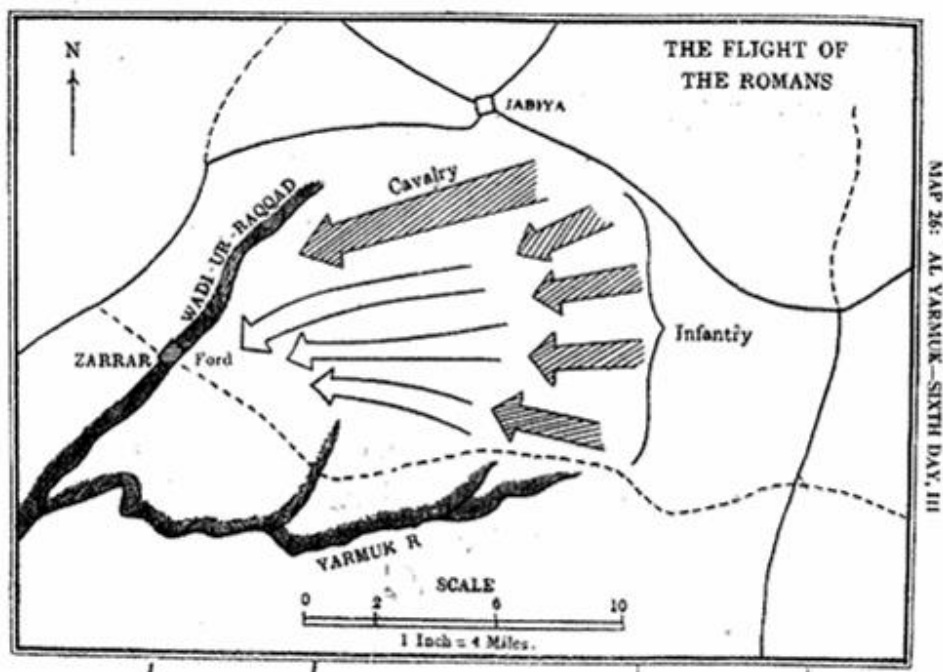 N
THE FLIGHT OF
THE ROMANS
JABIYA
Cavalry
WADI-UR-RAQQAD
Infantry
ZARRAR
Ford
YARMUK R
SCALE
0 2 6 10
1 Inch = 4 Miles.
MAP 26: AL YARMUK—SIXTH DAY, III